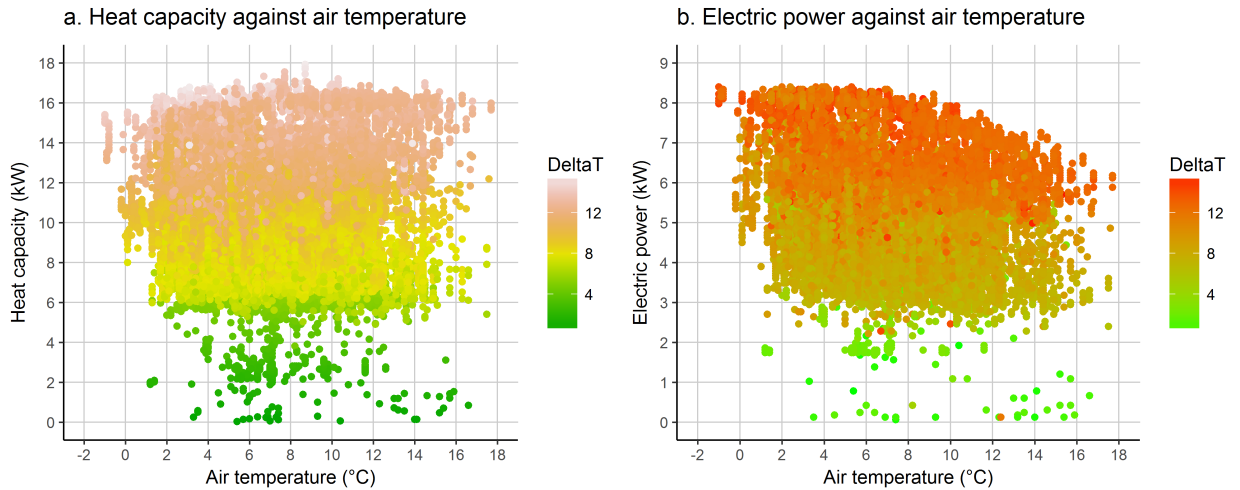 a. Heat capacity against air temperature
18
16
14
12
10
8
6
4
2
0
-2 0 2 4 6 8 10 12 14 16 18
Heat capacity (kW)
Air temperature (°C)
DeltaT
12
8
4
b. Electric power against air temperature
9
8
7
6
5
4
3
2
1
0
-2 0 2 4 6 8 10 12 14 16 18
Electric power (kW)
Air temperature (°C)
DeltaT
12
8
4